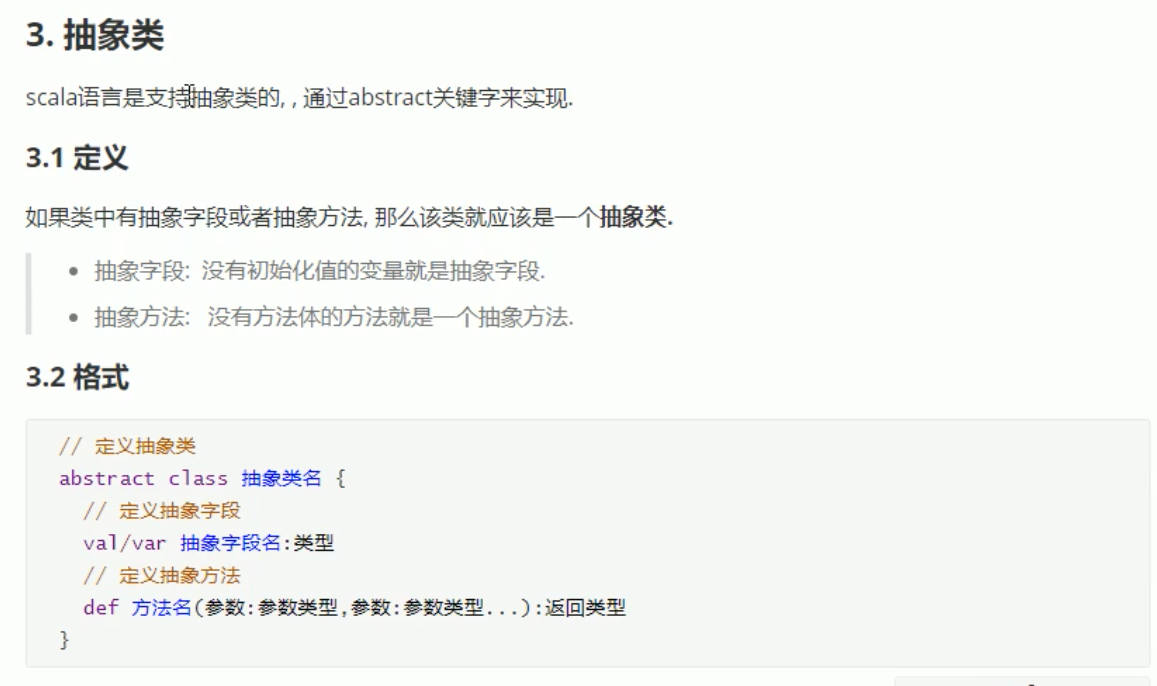 3. 抽象类
scala语言是支持抽象类的, , 通过abstract关键字来实现.
3.1 定义
如果类中有抽象字段或者抽象方法, 那么该类就应该是一个抽象类.
• 抽象字段: 没有初始化值的变量就是抽象字段.
• 抽象方法: 没有方法体的方法就是一个抽象方法.
3.2 格式
// 定义抽象类
abstract class 抽象类名 {
// 定义抽象字段
val/var 抽象字段名:类型
// 定义抽象方法
def 方法名(参数:参数类型,参数:参数类型...):返回类型
}